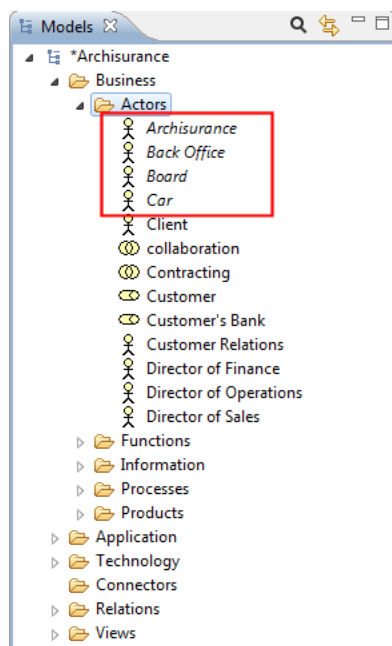 Models
*Archisurance
Business
Actors
Archisurance
Back Office
Board
Car
Client
collaboration
Contracting
Customer
Customer's Bank
Customer Relations
Director of Finance
Director of Operations
Director of Sales
Functions
Information
Processes
Products
Application
Technology
Connectors
Relations
Views